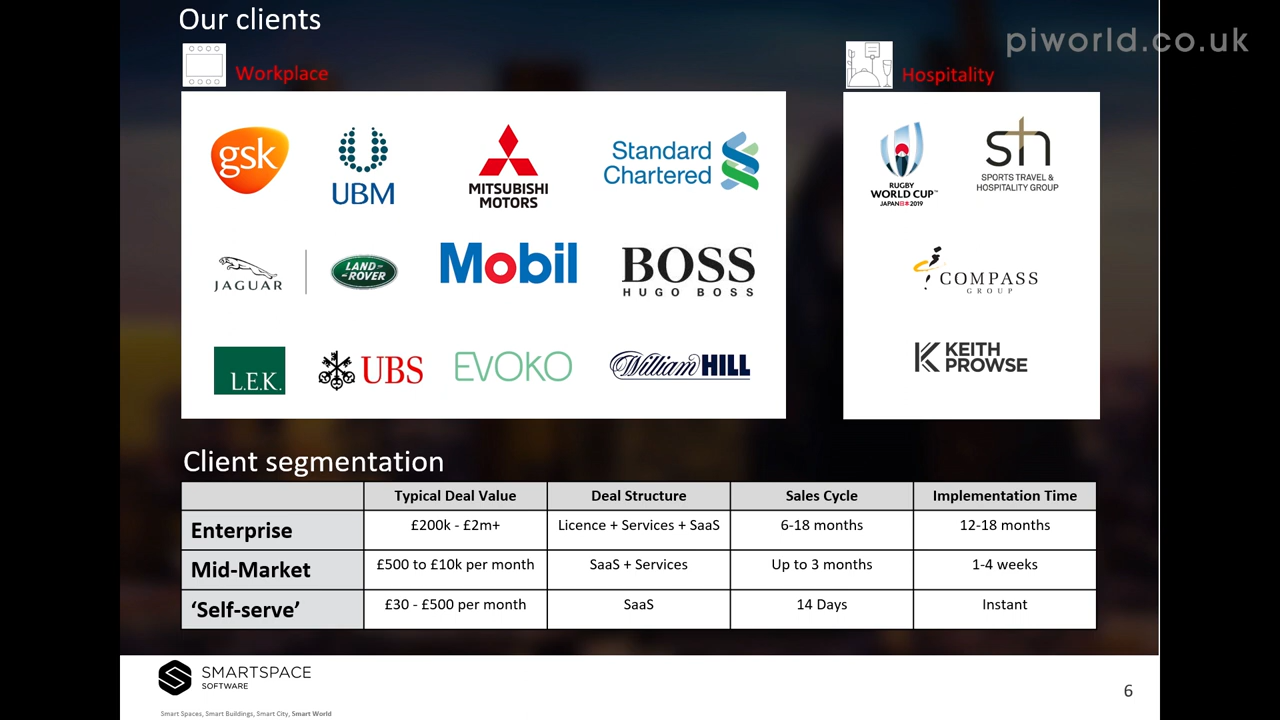 Our clients
piworld.co.uk
Workplace
Hospitality
gsk
UBM
MITSUBISHI
MOTORS
Standard
Chartered
JAGUAR
LAND-
ROVER
Mobil
BOSS
HUGO BOSS
L.E.K.
UBS
EVOKO
William HILL
RUGBY
WORLD CUP™
JAPAN 日本 2019
sth
SPORTS TRAVEL &
HOSPITALITY GROUP
COMPASS
GROUP
KEITH
PROWSE
Client segmentation
Typical Deal Value Deal Structure Sales Cycle Implementation Time
Enterprise £200k - £2m+ Licence + Services + SaaS 6-18 months 12-18 months
Mid-Market £500 to £10k per month SaaS + Services Up to 3 months 1-4 weeks
‘Self-serve’ £30 - £500 per month SaaS 14 Days Instant
SMARTSPACE
SOFTWARE
6
Smart Spaces, Smart Buildings, Smart City, Smart World